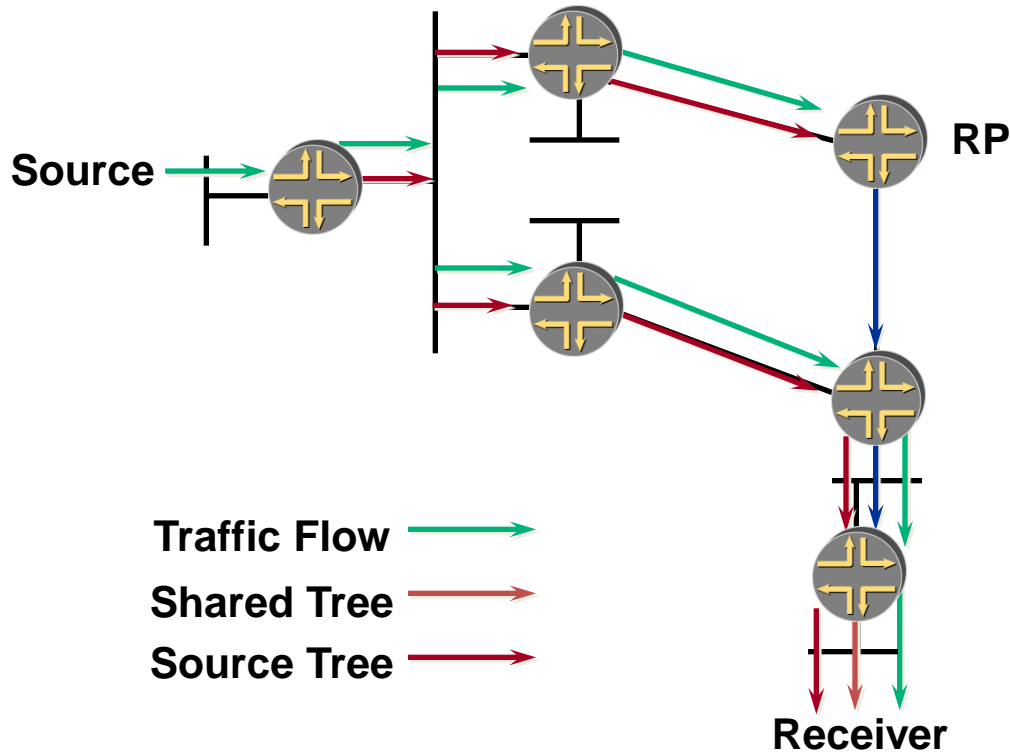 RP
Source
Traffic Flow
Shared Tree
Source Tree
Receiver